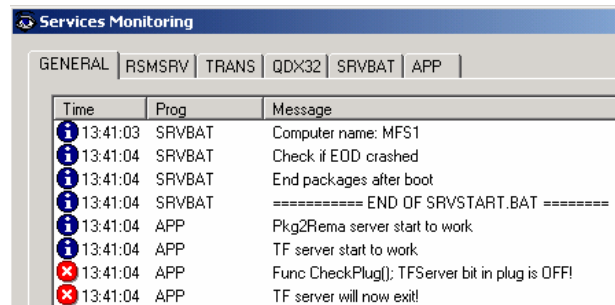 Services Monitoring
GENERAL RSMSRV TRANS QDX32 SRVBAT APP
Time Prog Message
13:41:03 SRVBAT Computer name: MFS1
13:41:04 SRVBAT Check if EOD crashed
13:41:04 SRVBAT End packages after boot
13:41:04 SRVBAT =========== END OF SRVSTART.BAT ========
13:41:04 APP Pkg2Rema server start to work
13:41:04 APP TF server start to work
13:41:04 APP Func CheckPlug(); TFServer bit in plug is OFF!
13:41:04 APP TF server will now exit!